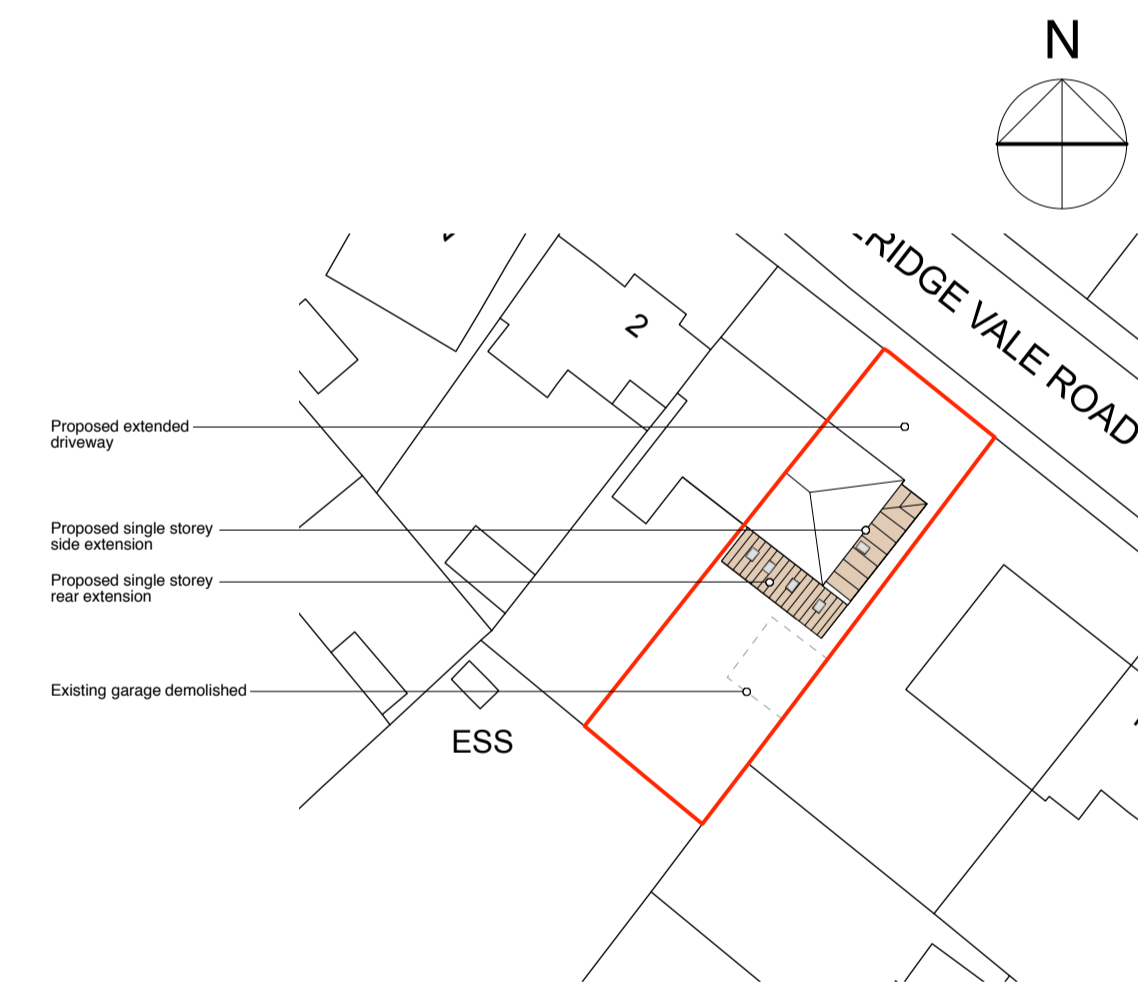 N
VALE ROAD
2
Proposed extended
driveway
Proposed single storey
side extension
Proposed single storey
rear extension
Existing garage demolished
ESS